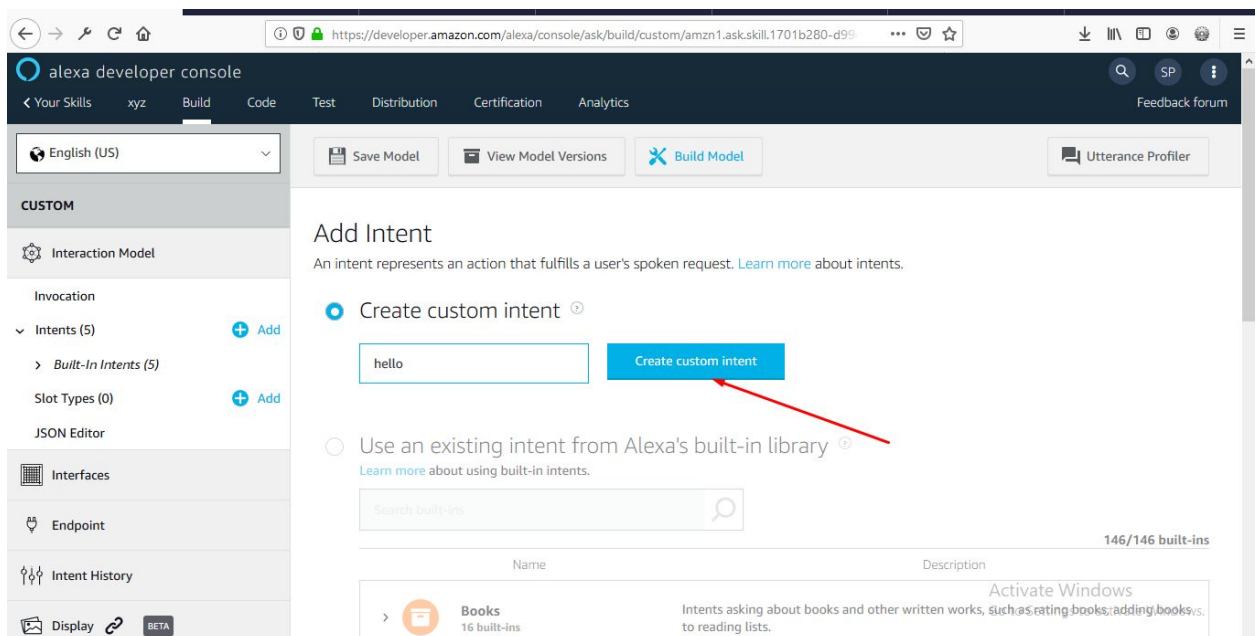 https://developer.amazon.com/alexa/console/ask/build/custom/amzn1.ask.skill.1701b280-d99
alexa developer console
SP
Your Skills xyz Build Code Test Distribution Certification Analytics Feedback forum
English (US)
Save Model View Model Versions Build Model Utterance Profiler
CUSTOM
Interaction Model
Invocation
Intents (5) Add
Built-In Intents (5)
Slot Types (0) Add
JSON Editor
Interfaces
Endpoint
Intent History
Display BETA
Add Intent
An intent represents an action that fulfills a user's spoken request. Learn more about intents.
Create custom intent
hello Create custom intent
Use an existing intent from Alexa's built-in library
Learn more about using built-in intents.
Search built-ins
146/146 built-ins
Name Description
Activate Windows
Books
16 built-ins
Intents asking about books and other written works, such as rating books, adding books
to reading lists.